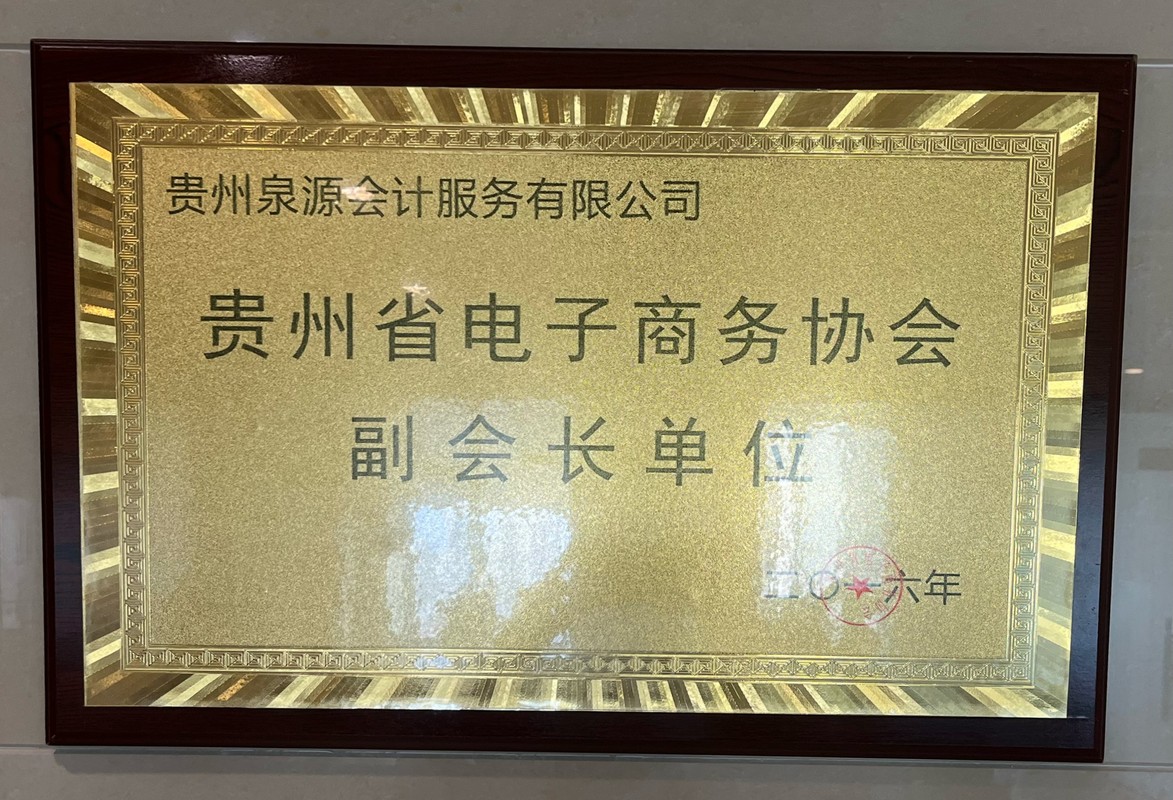 贵州泉源会计服务有限公司
贵州省电子商务协会
副会长单位
二〇一六年